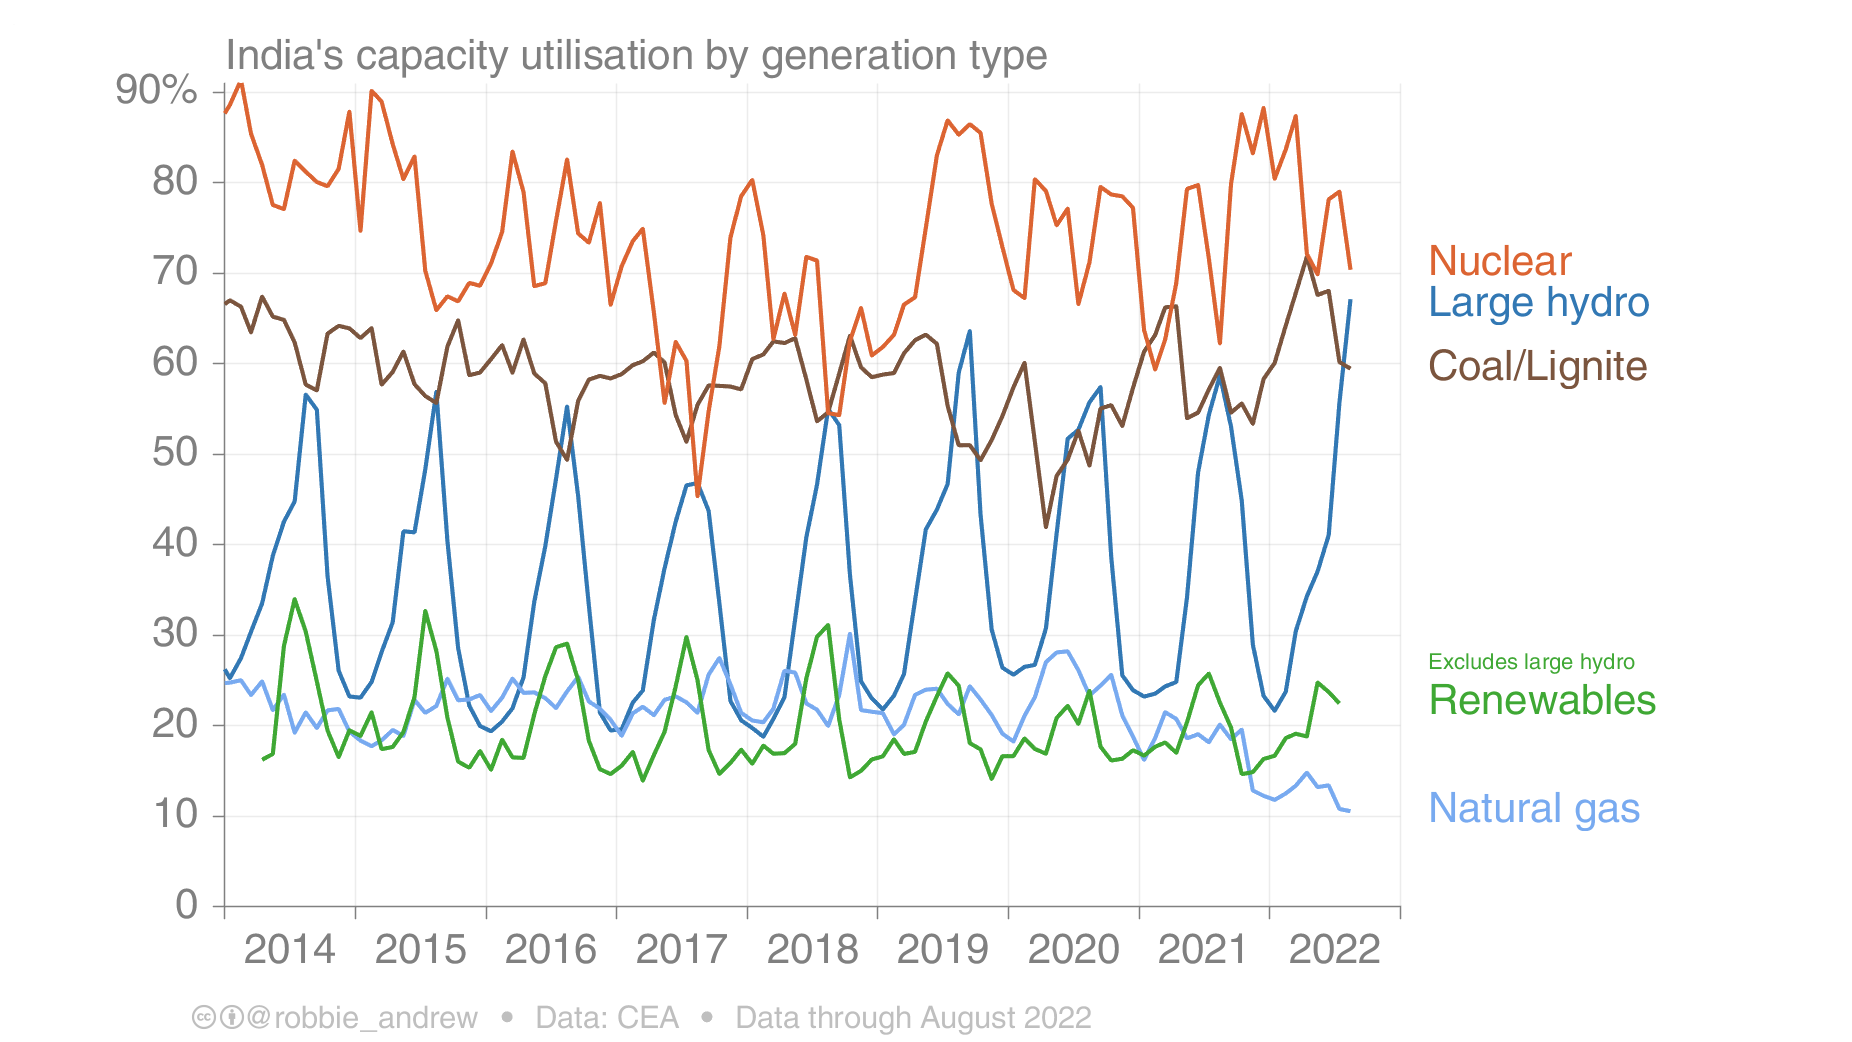 India's capacity utilisation by generation type
90%
80
70
60
50
40
30
20
10
0
Nuclear
Large hydro
Coal/Lignite
Excludes large hydro
Renewables
Natural gas
2014 2015 2016 2017 2018 2019 2020 2021 2022
@robbie_andrew • Data: CEA • Data through August 2022